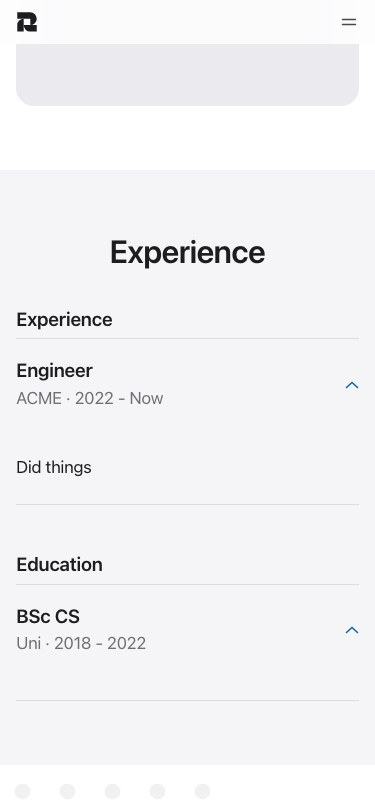 Experience
Experience
Engineer
ACME · 2022 - Now
Did things
Education
BSc CS
Uni · 2018 - 2022